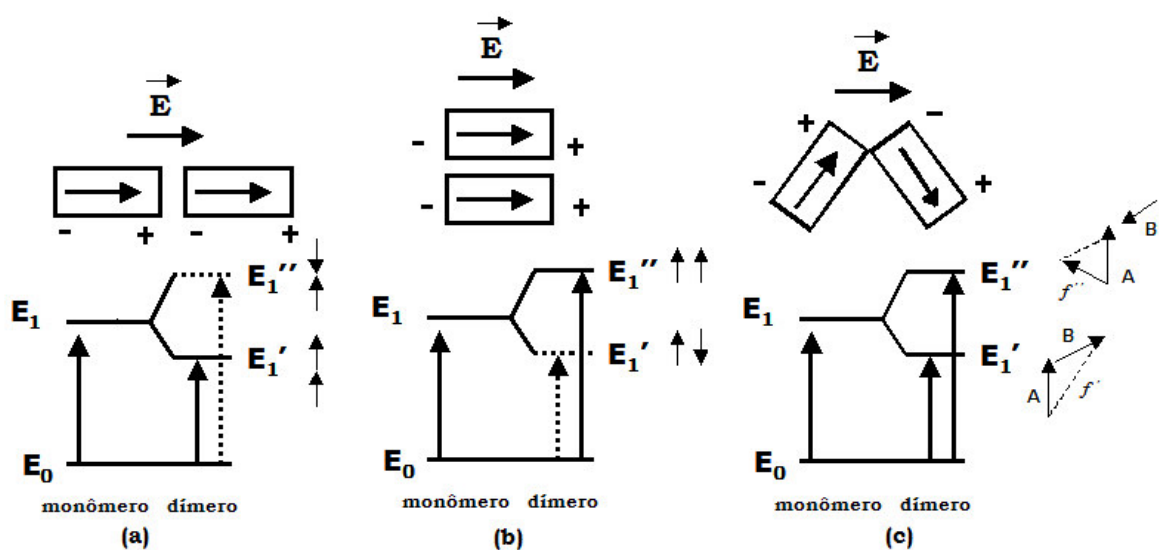 E
- + - +
E₁''
E₁
E₁'
E₀
monômero dímero
(a)
E
- +
- +
E₁''
E₁
E₁'
E₀
monômero dímero
(b)
E
+ -
- +
B
A
f''
E₁''
E₁
E₁'
B
A
f'
E₀
monômero dímero
(c)